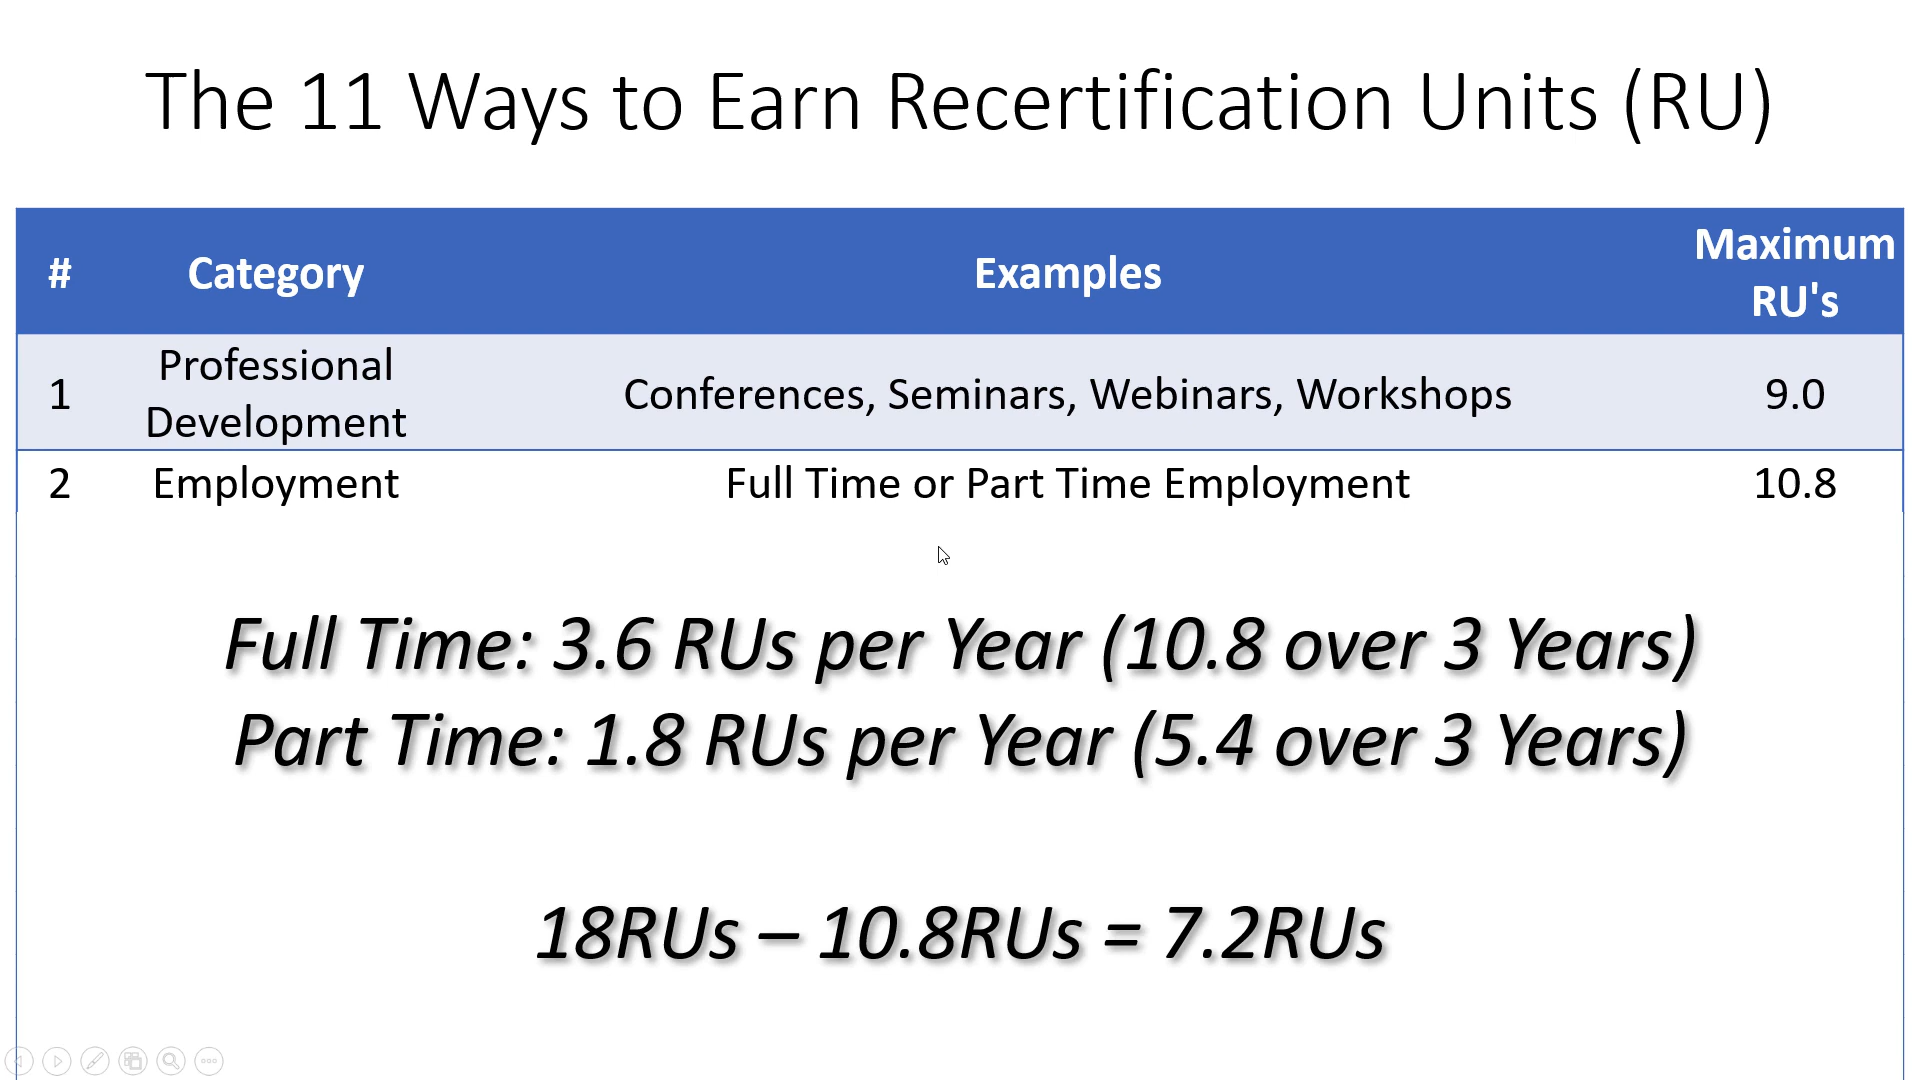 The 11 Ways to Earn Recertification Units (RU)
# Category Examples Maximum RU's
1 Professional Development Conferences, Seminars, Webinars, Workshops 9.0
2 Employment Full Time or Part Time Employment 10.8
Full Time: 3.6 RUs per Year (10.8 over 3 Years)
Part Time: 1.8 RUs per Year (5.4 over 3 Years)
18RUs – 10.8RUs = 7.2RUs